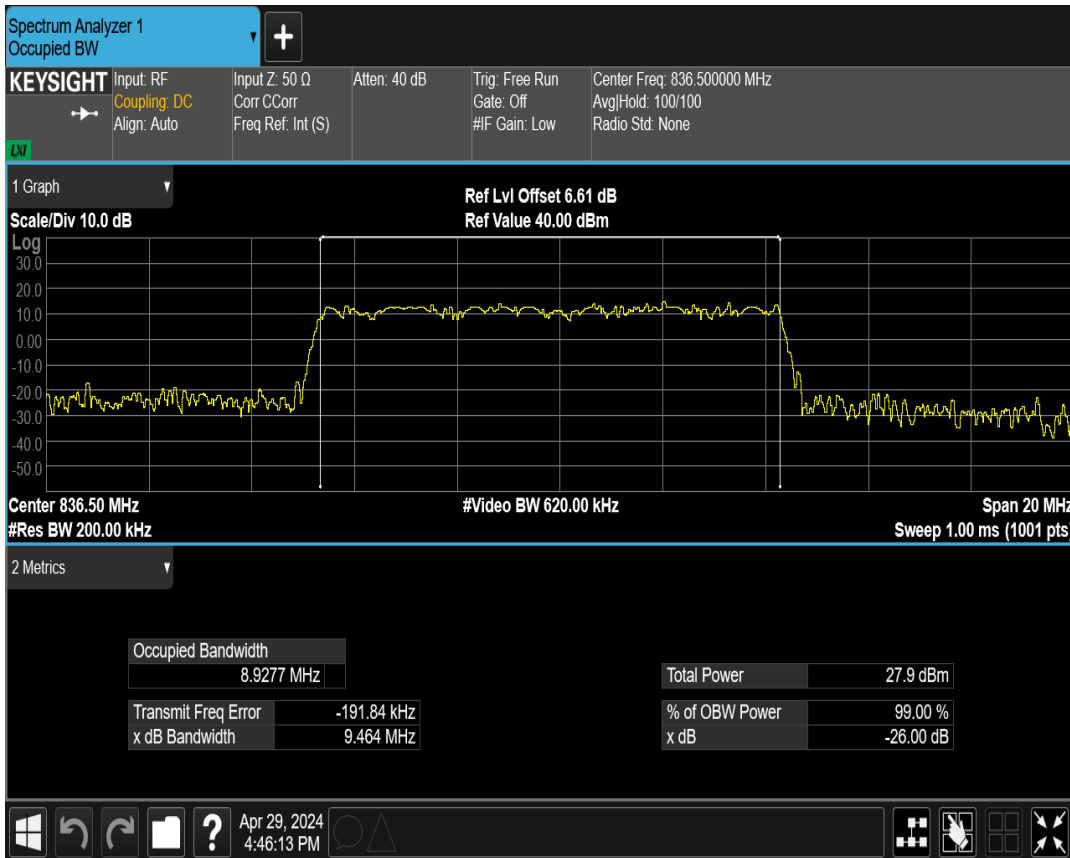 Spectrum Analyzer 1
Occupied BW
+
KEYSIGHT
LXI
Input: RF
Coupling: DC
Align: Auto
Input Z: 50 Ω
Corr CCorr
Freq Ref: Int (S)
Atten: 40 dB
Trig: Free Run
Gate: Off
#IF Gain: Low
Center Freq: 836.500000 MHz
Avg|Hold: 100/100
Radio Std: None
1 Graph
Ref Lvl Offset 6.61 dB
Scale/Div 10.0 dB
Ref Value 40.00 dBm
Log
30.0
20.0
10.0
0.00
-10.0
-20.0
-30.0
-40.0
-50.0
Center 836.50 MHz
#Video BW 620.00 kHz
Span 20 MHz
#Res BW 200.00 kHz
Sweep 1.00 ms (1001 pts)
2 Metrics
Occupied Bandwidth
8.9277 MHz
Total Power 27.9 dBm
Transmit Freq Error -191.84 kHz
% of OBW Power 99.00 %
x dB Bandwidth 9.464 MHz
x dB -26.00 dB
?
Apr 29, 2024
4:46:13 PM